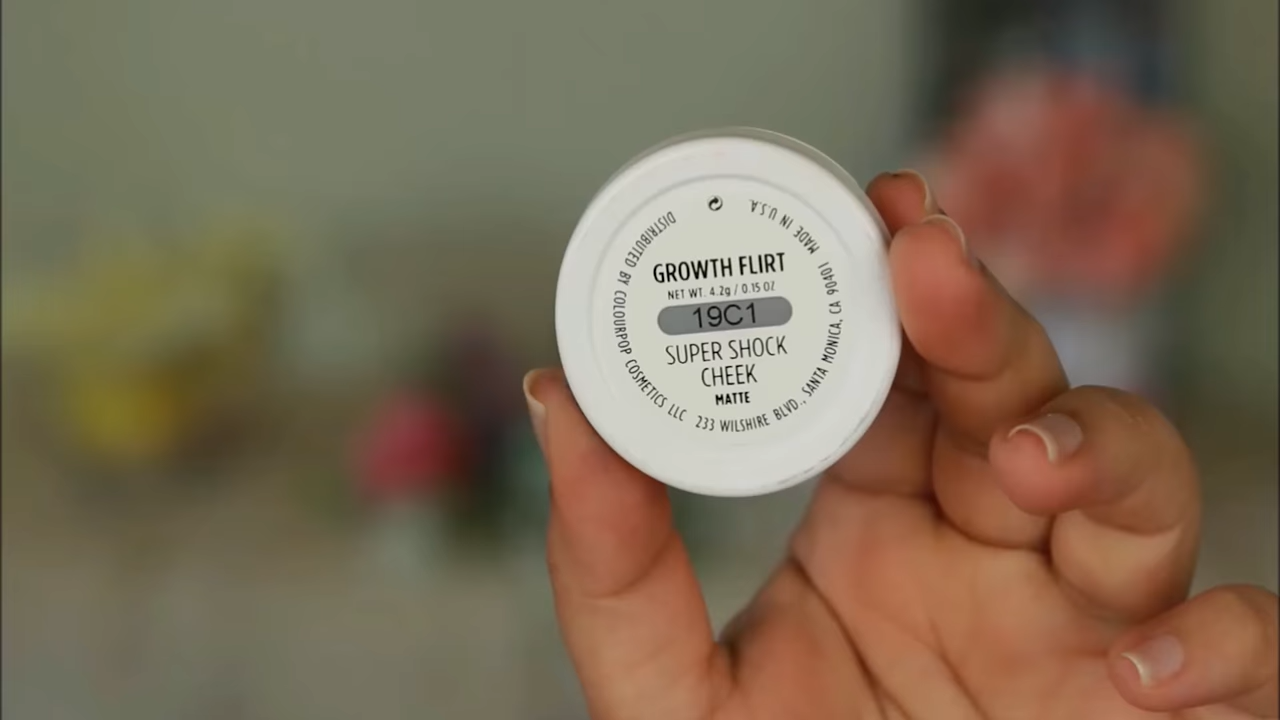 GROWTH FLIRT
NET WT. 4.2g / 0.15 OZ
19C1
SUPER SHOCK
CHEEK
MATTE
DISTRIBUTED BY COLOURPOP COSMETICS LLC 233 WILSHIRE BLVD., SANTA MONICA, CA 90401 MADE IN U.S.A.